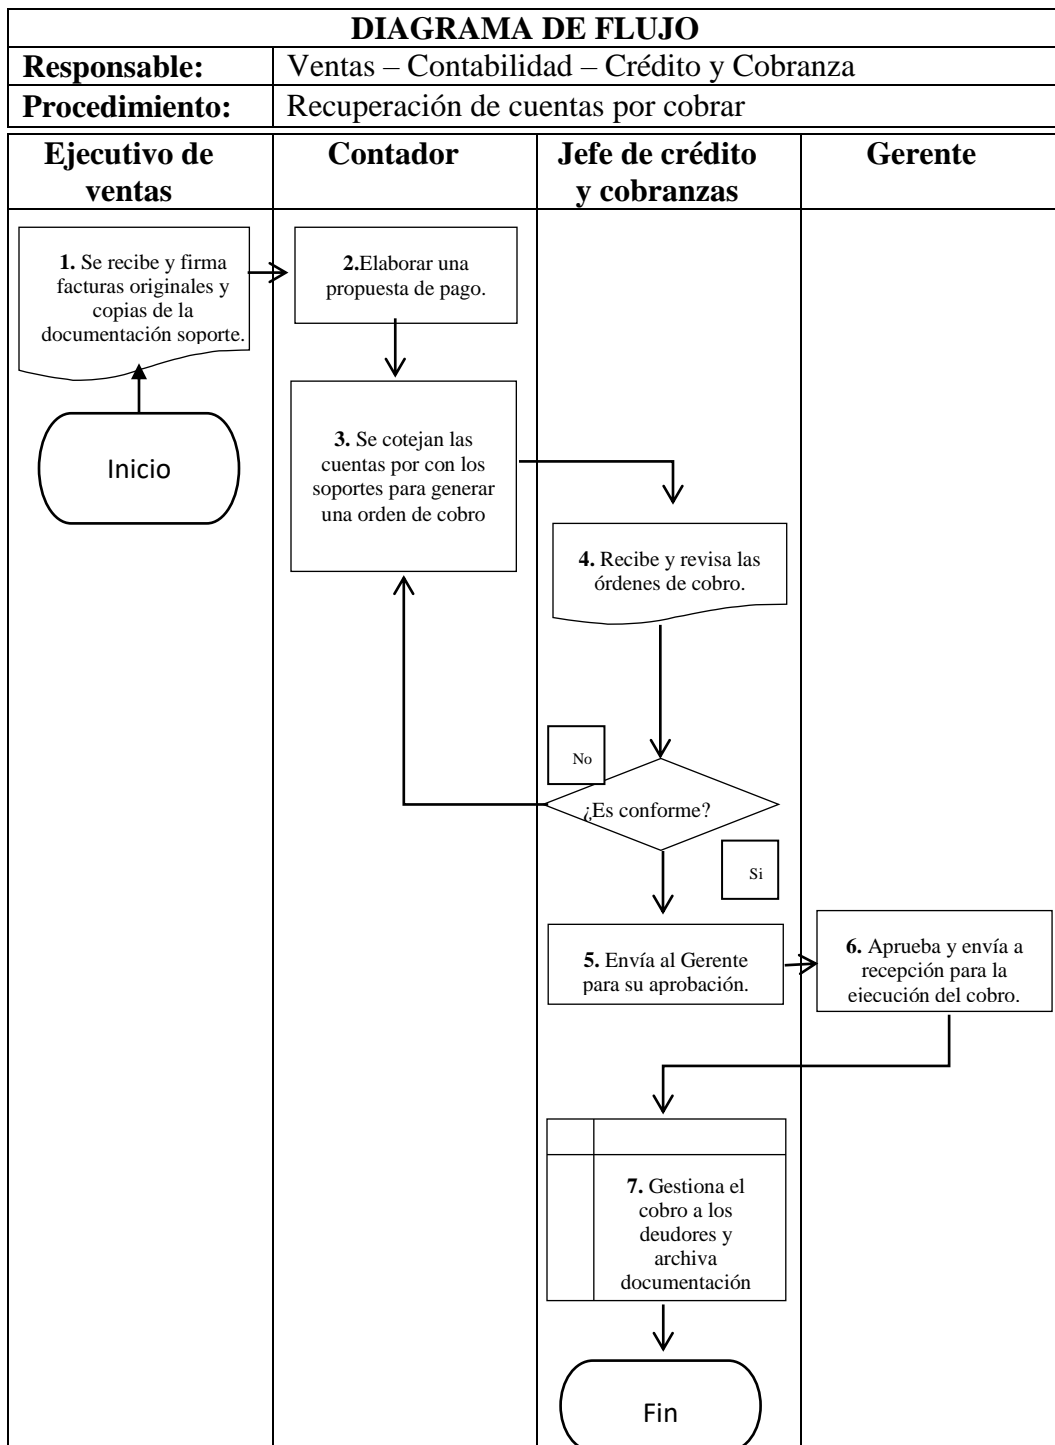 DIAGRAMA DE FLUJO
Responsable: Ventas – Contabilidad – Crédito y Cobranza
Procedimiento: Recuperación de cuentas por cobrar
Ejecutivo de
ventas
Contador
Jefe de crédito
y cobranzas
Gerente
1. Se recibe y firma
facturas originales y
copias de la
documentación soporte.
Inicio
2.Elaborar una
propuesta de pago.
3. Se cotejan las
cuentas por con los
soportes para generar
una orden de cobro
4. Recibe y revisa las
órdenes de cobro.
No
¿Es conforme?
Si
5. Envía al Gerente
para su aprobación.
6. Aprueba y envía a
recepción para la
ejecución del cobro.
7. Gestiona el
cobro a los
deudores y
archiva
documentación
Fin